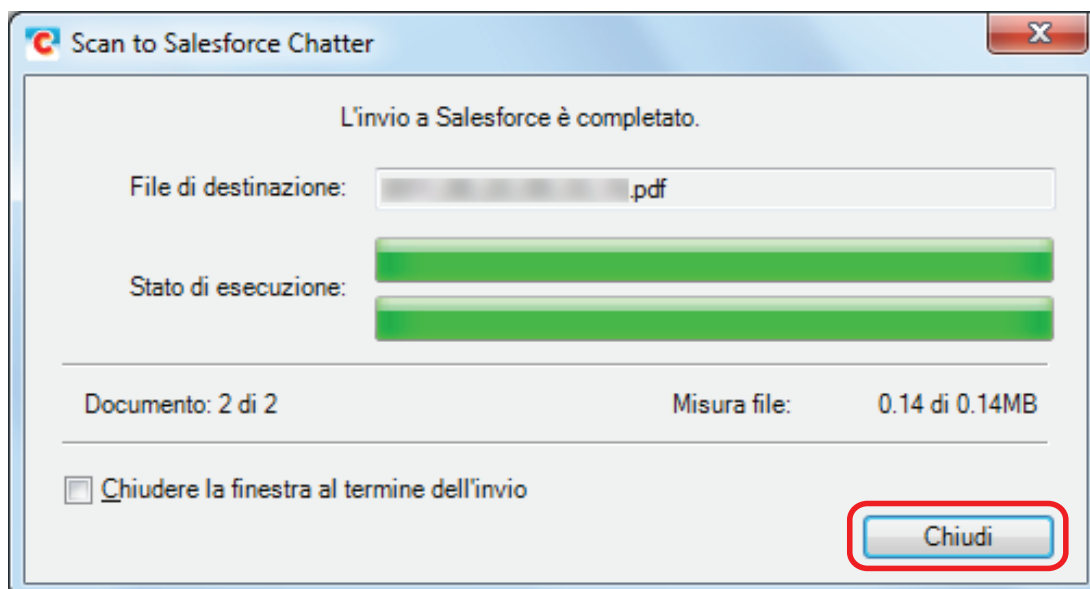 Scan to Salesforce Chatter
L'invio a Salesforce è completato.
File di destinazione: .pdf
Stato di esecuzione:
Documento: 2 di 2 Misura file: 0.14 di 0.14MB
Chiudere la finestra al termine dell'invio
Chiudi